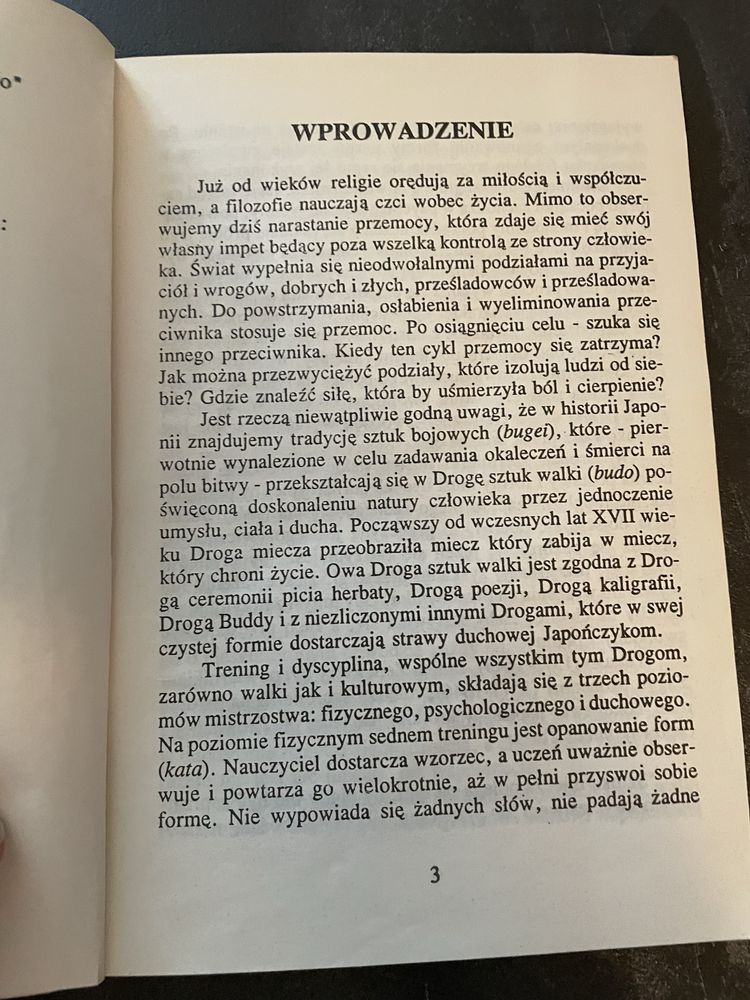 o"
:
WPROWADZENIE
Już od wieków religie orędują za miłością i współczu-
ciem, a filozofie nauczają czci wobec życia. Mimo to obser-
wujemy dziś narastanie przemocy, która zdaje się mieć swój
własny impet będący poza wszelką kontrolą ze strony człowie-
ka. Świat wypełnia się nieodwołalnymi podziałami na przyja-
ciół i wrogów, dobrych i złych, prześladowców i prześladowa-
nych. Do powstrzymania, osłabienia i wyeliminowania prze-
ciwnika stosuje się przemoc. Po osiągnięciu celu - szuka się
innego przeciwnika. Kiedy ten cykl przemocy się zatrzyma?
Jak można przezwyciężyć podziały, które izolują ludzi od sie-
bie? Gdzie znaleźć siłę, która by uśmierzyła ból i cierpienie?
Jest rzeczą niewątpliwie godną uwagi, że w historii Japo-
nii znajdujemy tradycję sztuk bojowych (bugei), które - pier-
wotnie wynalezione w celu zadawania okaleczeń i śmierci na
polu bitwy - przekształcają się w Drogę sztuk walki (budo) po-
święconą doskonaleniu natury człowieka przez jednoczenie
umysłu, ciała i ducha. Począwszy od wczesnych lat XVII wie-
ku Droga miecza przeobraziła miecz który zabija w miecz,
który chroni życie. Owa Droga sztuk walki jest zgodna z Dro-
gą ceremonii picia herbaty, Drogą poezji, Drogą kaligrafii,
Drogą Buddy i z niezliczonymi innymi Drogami, które w swej
czystej formie dostarczają strawy duchowej Japończykom.
Trening i dyscyplina, wspólne wszystkim tym Drogom,
zarówno walki jak i kulturowym, składają się z trzech pozio-
mów mistrzostwa: fizycznego, psychologicznego i duchowego.
Na poziomie fizycznym sednem treningu jest opanowanie form
(kata). Nauczyciel dostarcza wzorzec, a uczeń uważnie obser-
wuje i powtarza go wielokrotnie, aż w pełni przyswoi sobie
formę. Nie wypowiada się żadnych słów, nie padają żadne
3